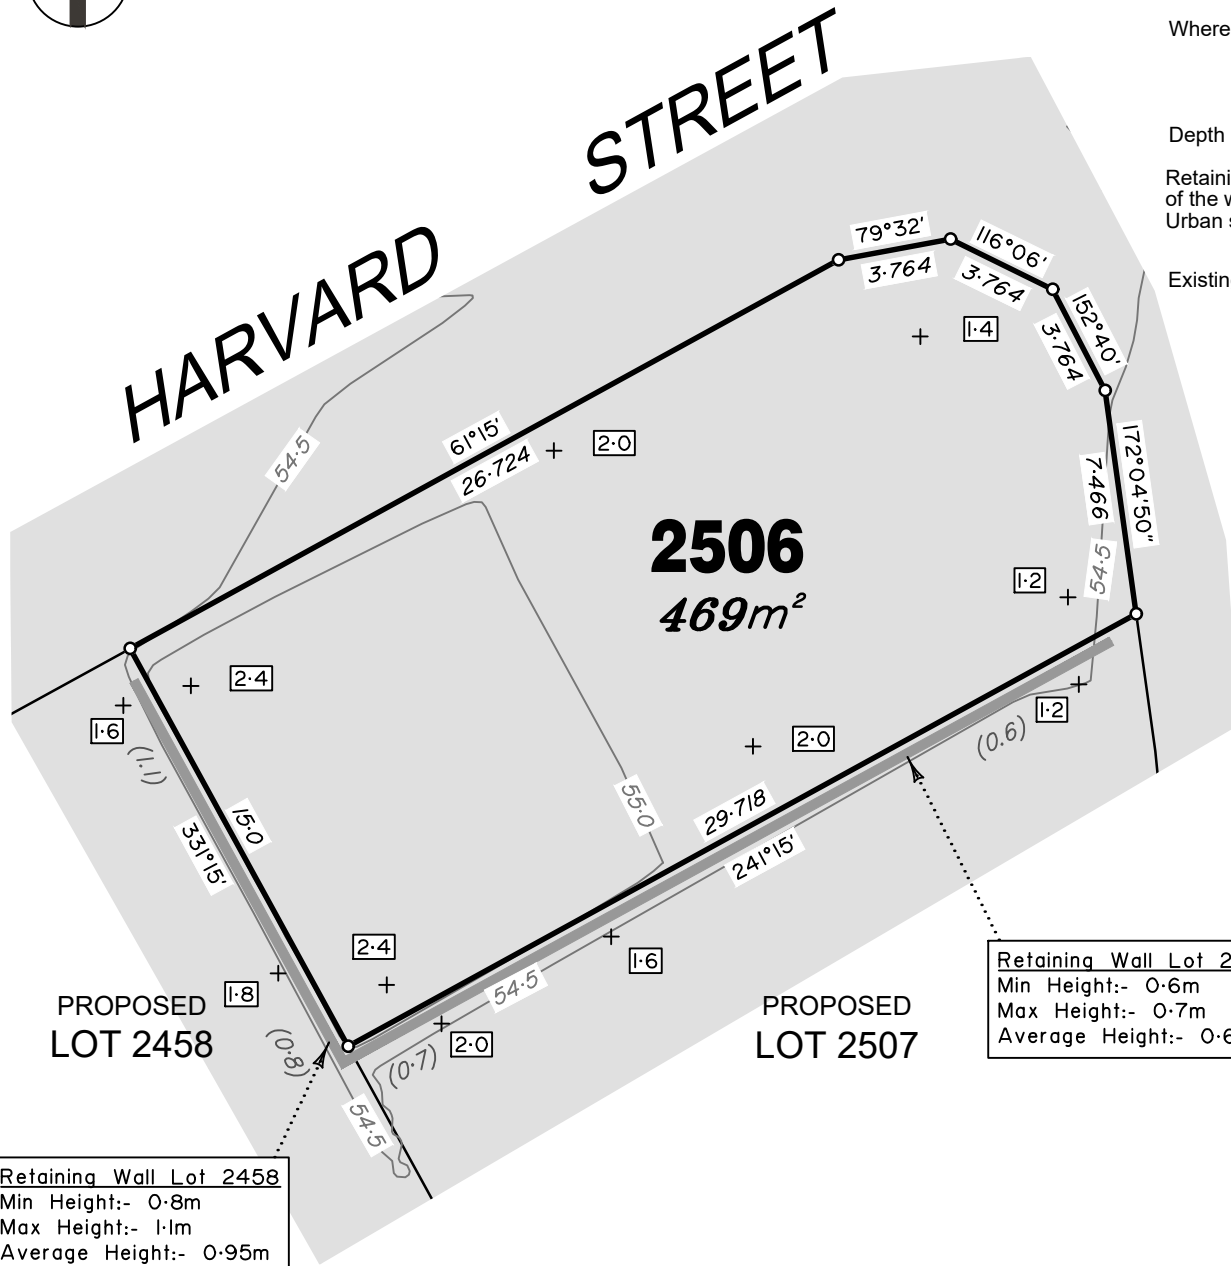 Where
Depth
Retaini
of the w
Urban s
Existin
HARVARD STREET
79°32'
3·764
116°06'
3·764
152°40'
3·764
1·4
61°15'
26·724
2·0
54·5
172°04'50"
7·466
54·5
2506
469m²
1·2
2·4
1·6
(1.1)
1·2
(0.6)
2·0
55·0
29·718
241°15'
15·0
331°15'
2·4
1·6
1·8
54·5
2·0
(0·8)
(0·7)
54·5
PROPOSED
LOT 2458
PROPOSED
LOT 2507
Retaining Wall Lot 2
Min Height:- 0·6m
Max Height:- 0·7m
Average Height:- 0·6
Retaining Wall Lot 2458
Min Height:- 0·8m
Max Height:- 1·1m
Average Height:- 0·95m